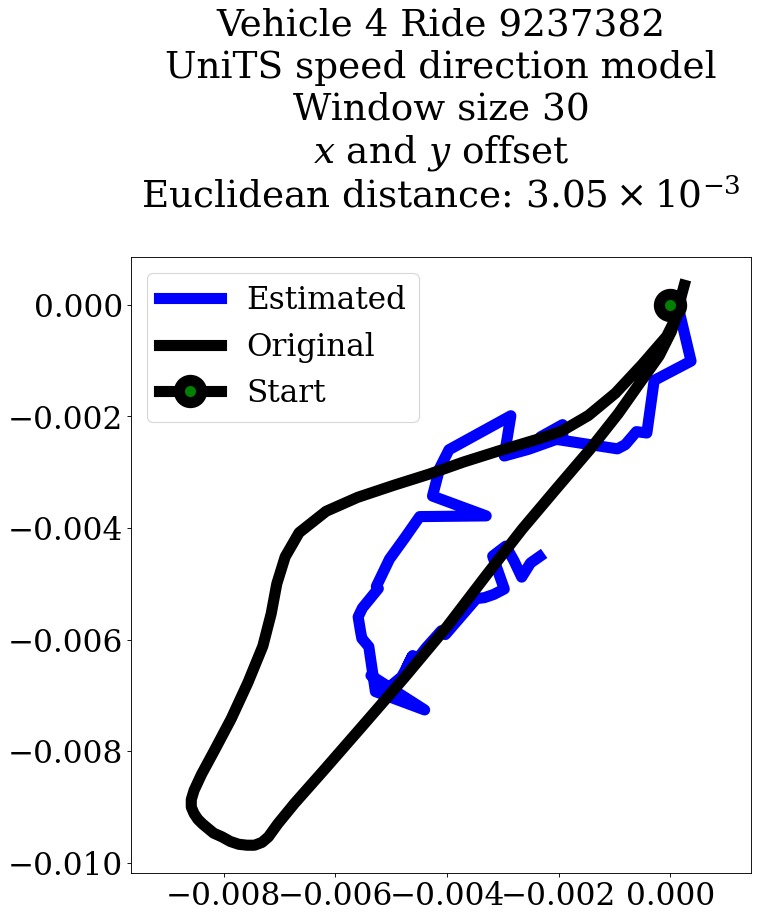 Vehicle 4 Ride 9237382
UniTS speed direction model
Window size 30
x and y offset
Euclidean distance: 3.05 × 10⁻³
Estimated
Original
Start
0.000
−0.002
−0.004
−0.006
−0.008
−0.010
−0.008 −0.006 −0.004 −0.002 0.000